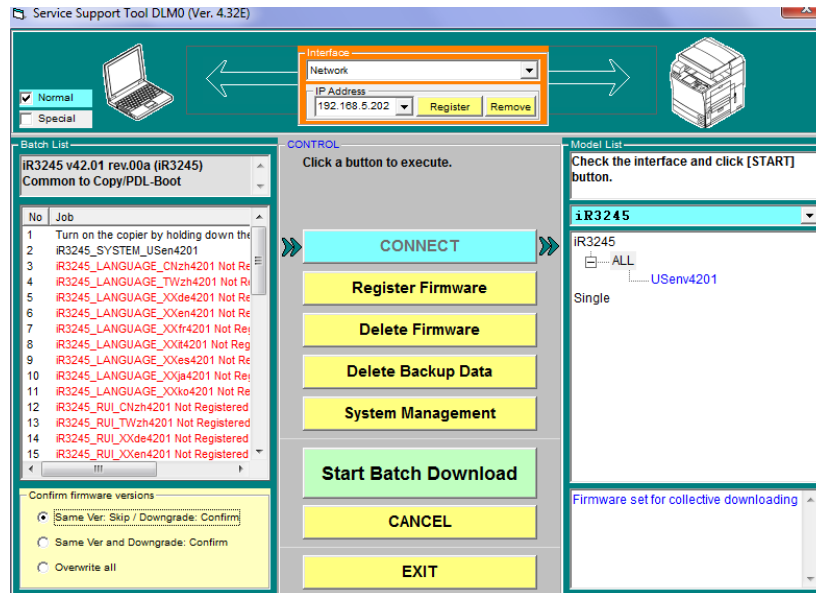 Service Support Tool DLM0 (Ver. 4.32E)
Normal
Special
Interface
Network
IP Address
192.168.5.202
Register
Remove
Batch List
iR3245 v42.01 rev.00a (iR3245)
Common to Copy/PDL-Boot
No Job
1 Turn on the copier by holding down the
2 iR3245_SYSTEM_USen4201
3 iR3245_LANGUAGE_CNzh4201 Not Re
4 iR3245_LANGUAGE_TWzh4201 Not R
5 iR3245_LANGUAGE_XXde4201 Not Re
6 iR3245_LANGUAGE_XXen4201 Not Re
7 iR3245_LANGUAGE_XXfr4201 Not Reg
8 iR3245_LANGUAGE_XXit4201 Not Reg
9 iR3245_LANGUAGE_XXes4201 Not Re
10 iR3245_LANGUAGE_XXja4201 Not Reg
11 iR3245_LANGUAGE_XXko4201 Not Re
12 iR3245_RUI_CNzh4201 Not Registered
13 iR3245_RUI_TWzh4201 Not Registered
14 iR3245_RUI_XXde4201 Not Registered
15 iR3245_RUI_XXen4201 Not Registered
Confirm firmware versions
Same Ver: Skip / Downgrade: Confirm
Same Ver and Downgrade: Confirm
Overwrite all
CONTROL
Click a button to execute.
CONNECT
Register Firmware
Delete Firmware
Delete Backup Data
System Management
Start Batch Download
CANCEL
EXIT
Model List
Check the interface and click [START]
button.
iR3245
iR3245
ALL
USenv4201
Single
Firmware set for collective downloading